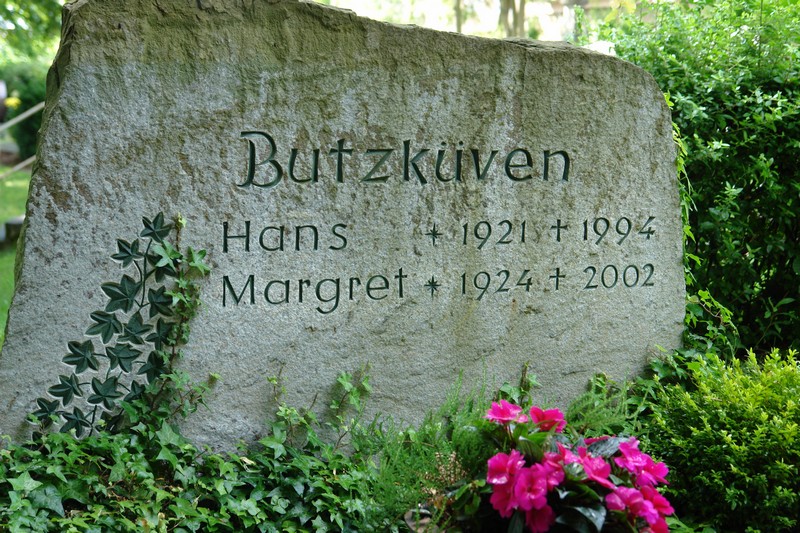 Butzküven
Hans * 1921 † 1994
Margret * 1924 † 2002